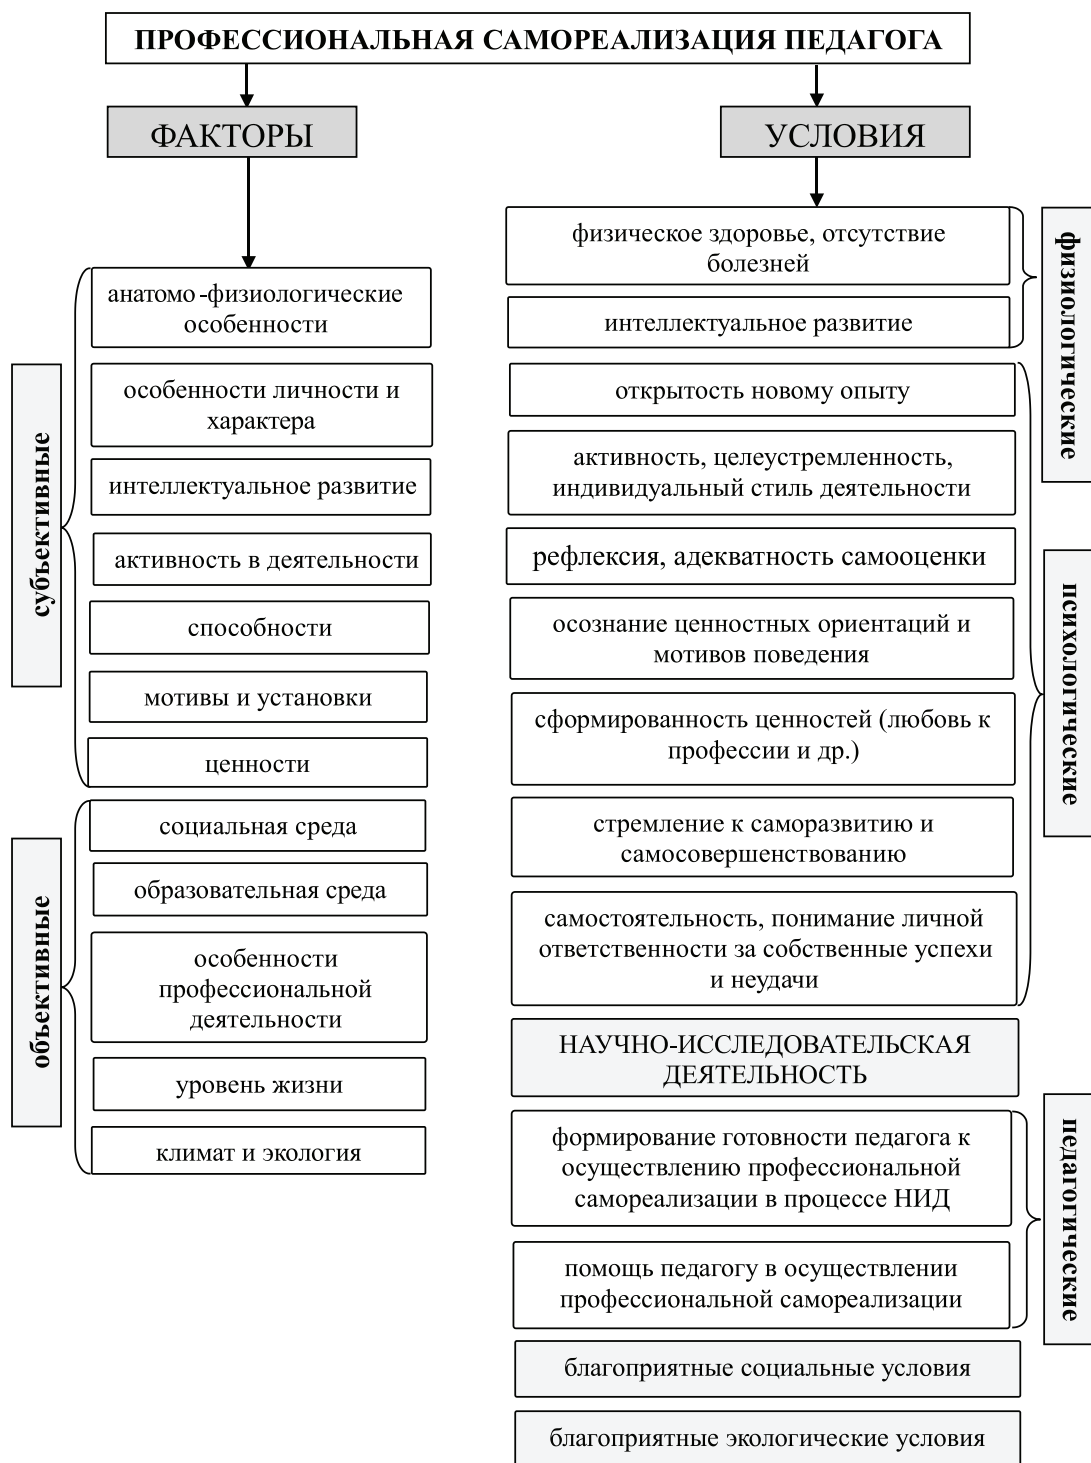 ПРОФЕССИОНАЛЬНАЯ САМОРЕАЛИЗАЦИЯ ПЕДАГОГА
ФАКТОРЫ
субъективные
анатомо-физиологические
особенности
особенности личности и
характера
интеллектуальное развитие
активность в деятельности
способности
мотивы и установки
ценности
объективные
социальная среда
образовательная среда
особенности
профессиональной
деятельности
уровень жизни
климат и экология
УСЛОВИЯ
физиологические
физическое здоровье, отсутствие
болезней
интеллектуальное развитие
психологические
открытость новому опыту
активность, целеустремленность,
индивидуальный стиль деятельности
рефлексия, адекватность самооценки
осознание ценностных ориентаций и
мотивов поведения
сформированность ценностей (любовь к
профессии и др.)
стремление к саморазвитию и
самосовершенствованию
самостоятельность, понимание личной
ответственности за собственные успехи
и неудачи
НАУЧНО-ИССЛЕДОВАТЕЛЬСКАЯ
ДЕЯТЕЛЬНОСТЬ
педагогические
формирование готовности педагога к
осуществлению профессиональной
самореализации в процессе НИД
помощь педагогу в осуществлении
профессиональной самореализации
благоприятные социальные условия
благоприятные экологические условия